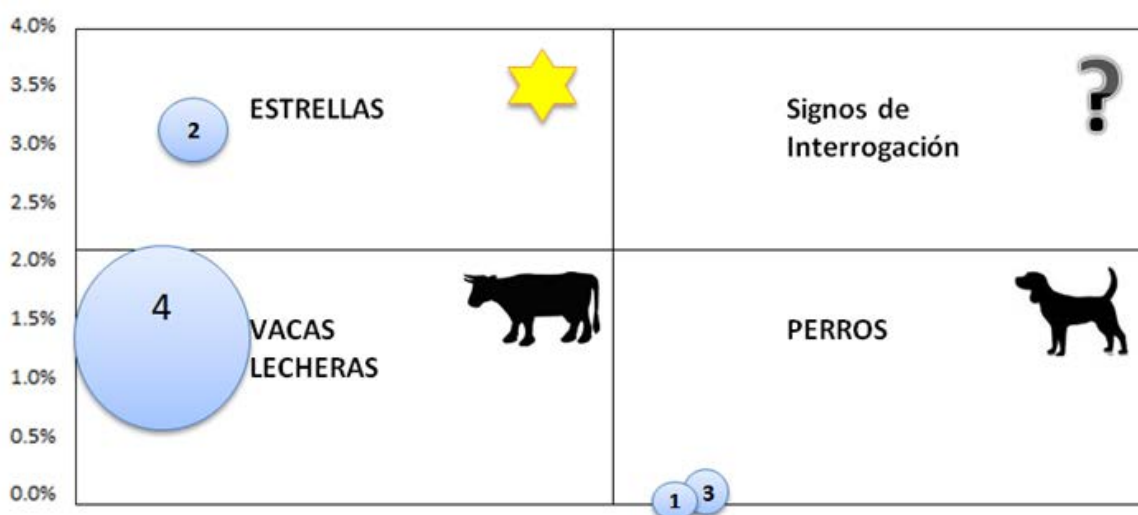 4.0%
3.5%
3.0%
2.5%
2.0%
1.5%
1.0%
0.5%
0.0%
2
ESTRELLAS
Signos de
Interrogación
?
4
VACAS
LECHERAS
PERROS
1
3